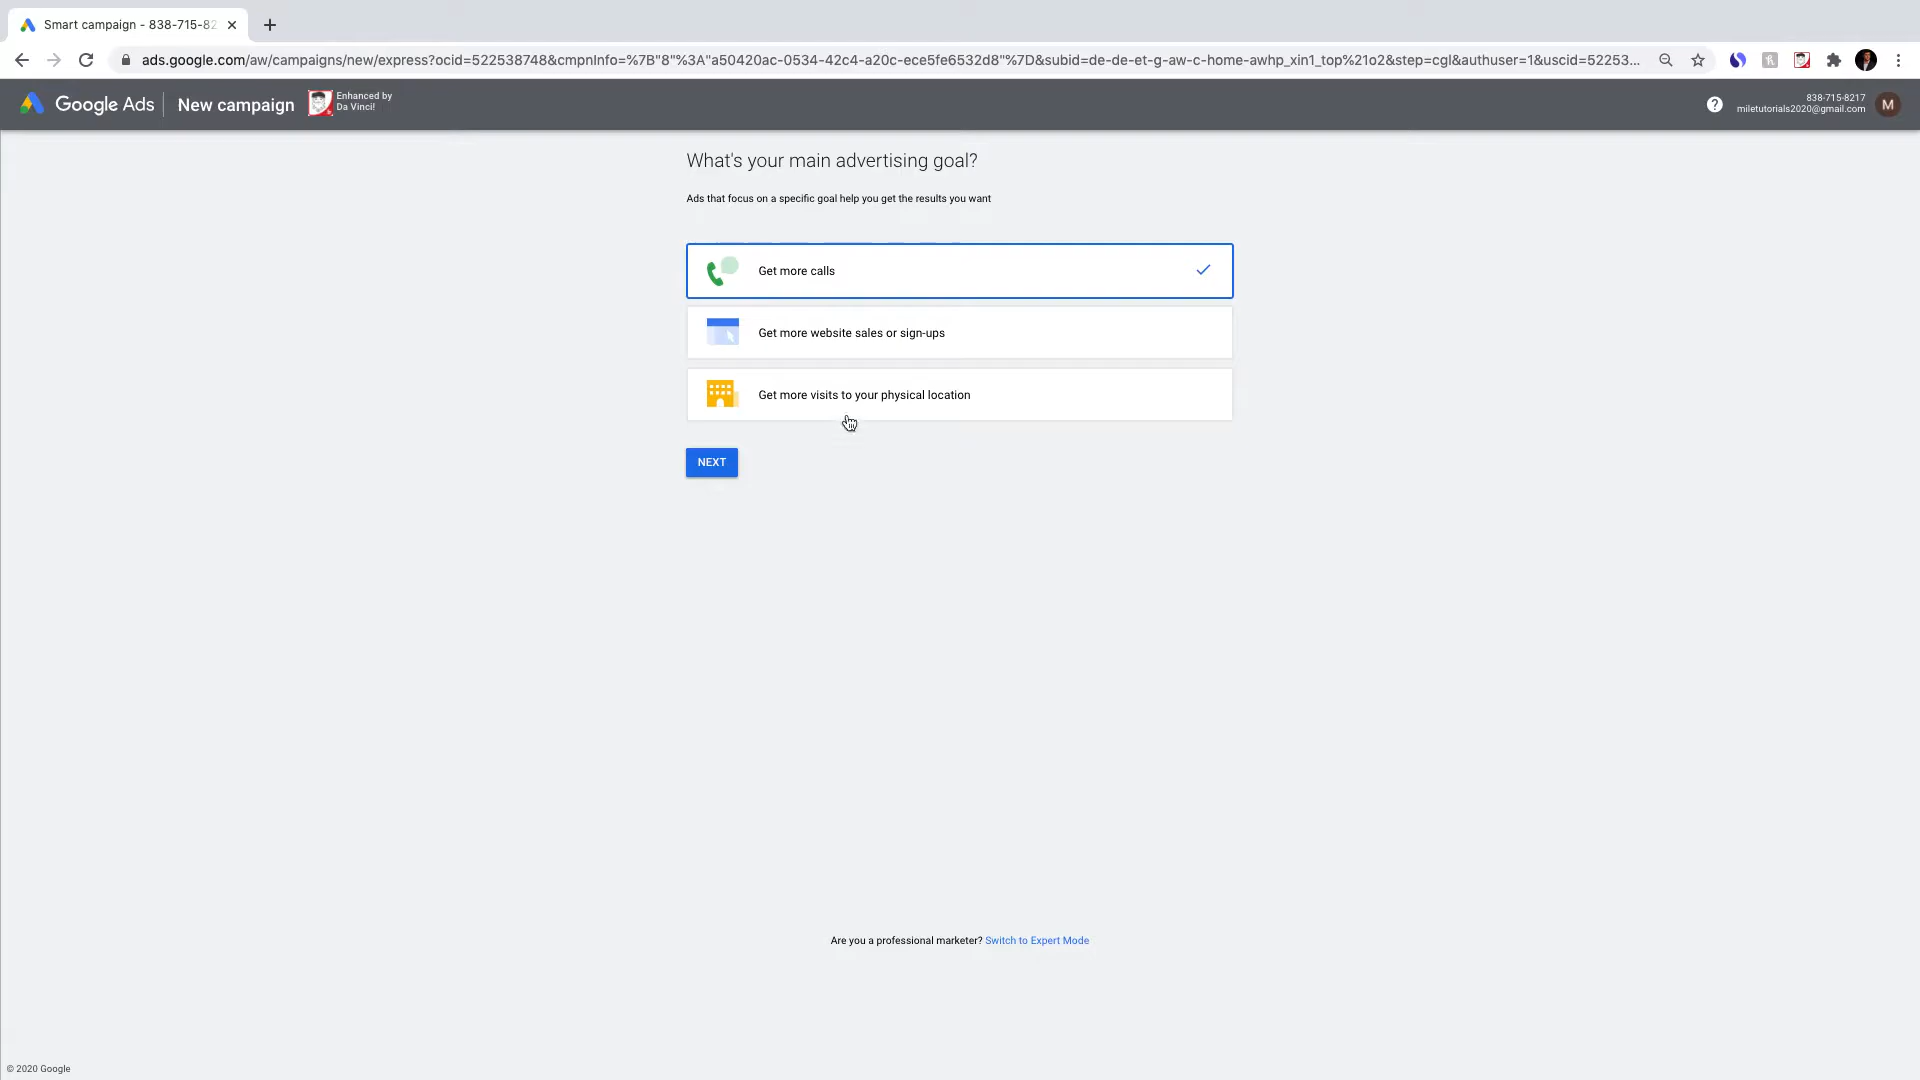 Smart campaign - 838-715-82
ads.google.com/aw/campaigns/new/express?ocid=522538748&cmpnInfo=%7B"8"%3A"a50420ac-0534-42c4-a20c-ece5fe6532d8"%7D&subid=de-de-et-g-aw-c-home-awhp_xin1_top%21o2&step=cgl&authuser=1&uscid=52253...
Google Ads
New campaign
Enhanced by
Da Vinci!
838-715-8217
miletutorials2020@gmail.com
M
What's your main advertising goal?
Ads that focus on a specific goal help you get the results you want
Get more calls
Get more website sales or sign-ups
Get more visits to your physical location
NEXT
Are you a professional marketer? Switch to Expert Mode
© 2020 Google